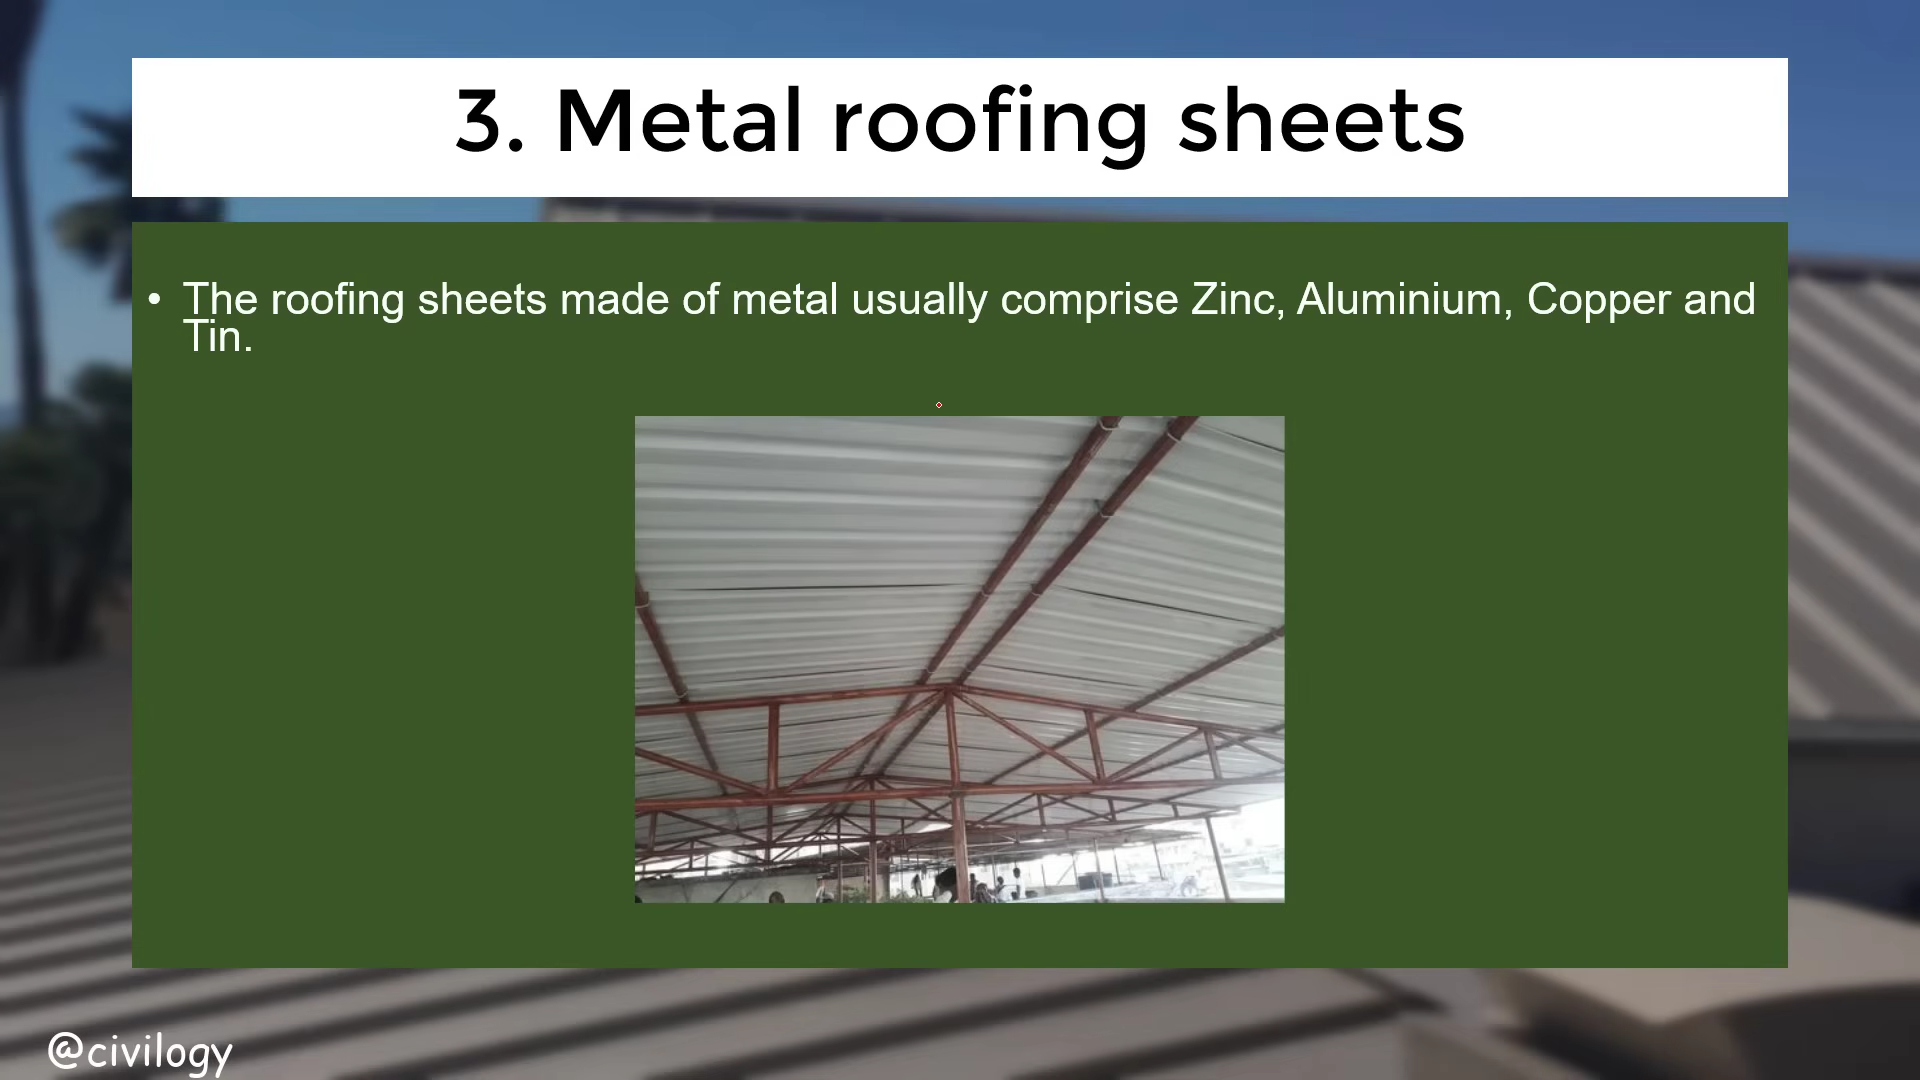 3. Metal roofing sheets
• The roofing sheets made of metal usually comprise Zinc, Aluminium, Copper and
Tin.
@civilogy